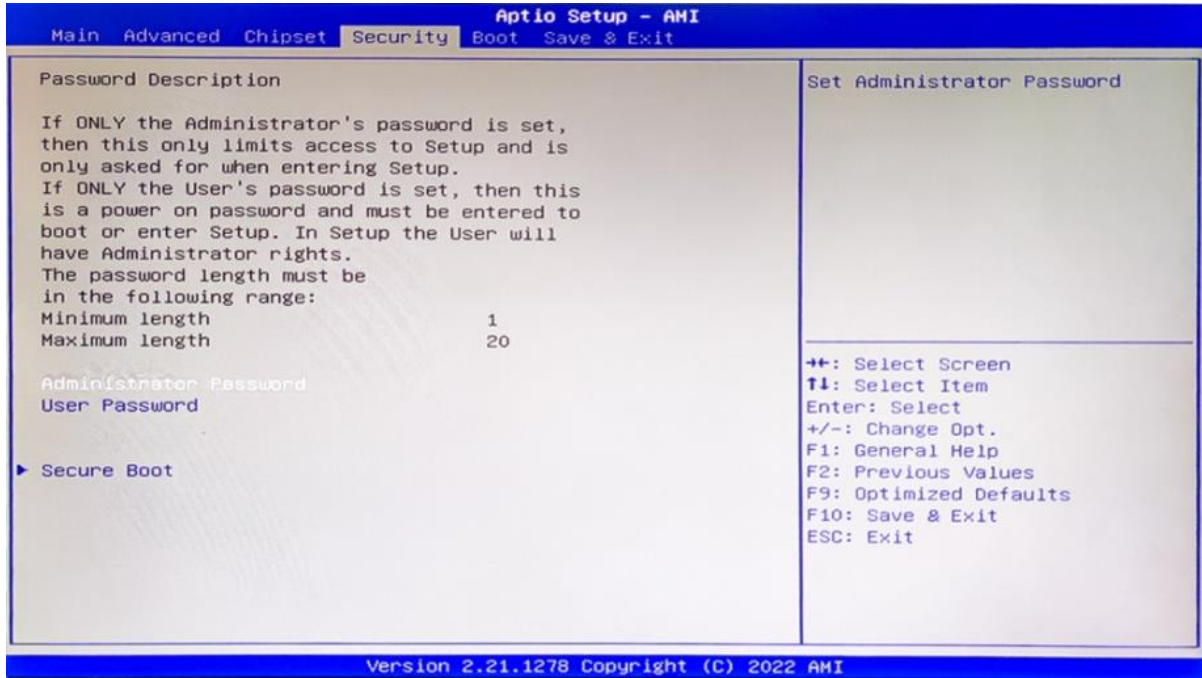 Aptio Setup - AMI
Main Advanced Chipset Security Boot Save & Exit
Password Description
If ONLY the Administrator's password is set,
then this only limits access to Setup and is
only asked for when entering Setup.
If ONLY the User's password is set, then this
is a power on password and must be entered to
boot or enter Setup. In Setup the User will
have Administrator rights.
The password length must be
in the following range:
Minimum length 1
Maximum length 20
Administrator Password
User Password
► Secure Boot
Set Administrator Password
→←: Select Screen
↑↓: Select Item
Enter: Select
+/-: Change Opt.
F1: General Help
F2: Previous Values
F9: Optimized Defaults
F10: Save & Exit
ESC: Exit
Version 2.21.1278 Copyright (C) 2022 AMI